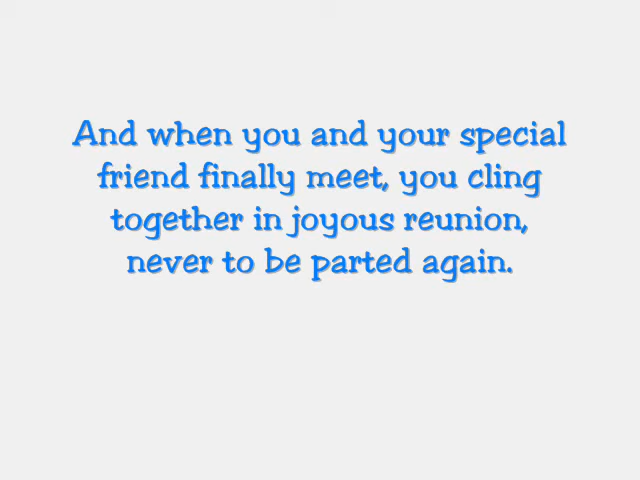 And when you and your special
friend finally meet, you cling
together in joyous reunion,
never to be parted again.